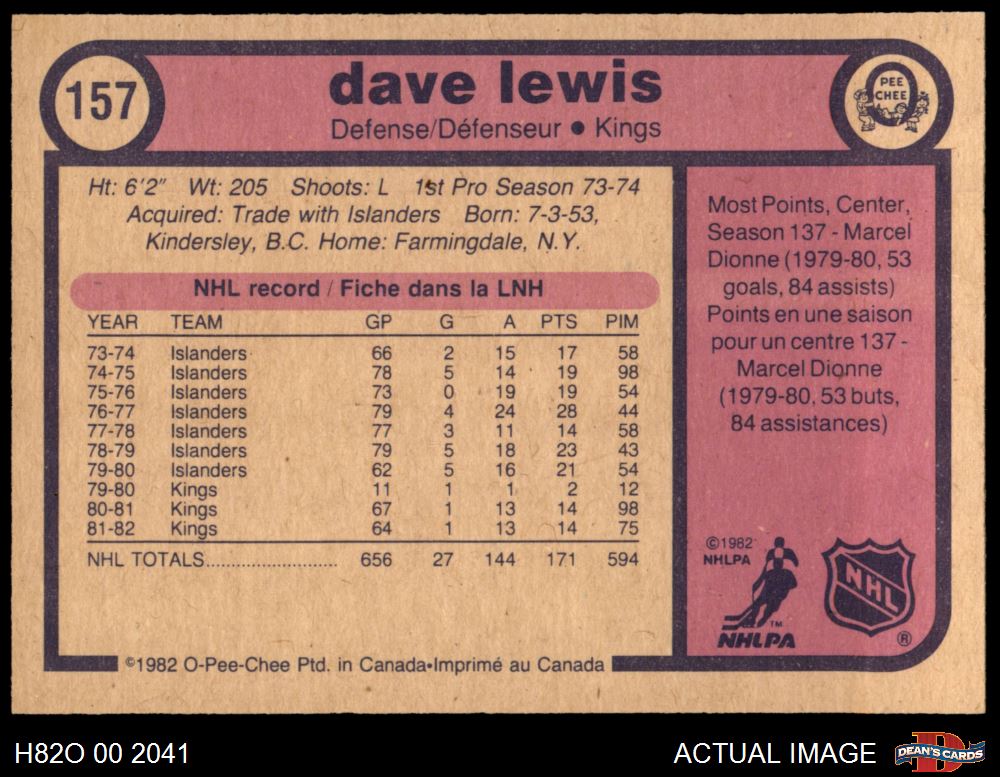 157
dave lewis
Defense/Défenseur • Kings
PEE
CHEE
Ht: 6'2" Wt: 205 Shoots: L 1st Pro Season 73-74
Acquired: Trade with Islanders Born: 7-3-53,
Kindersley, B.C. Home: Farmingdale, N.Y.
NHL record / Fiche dans la LNH
YEAR TEAM GP G A PTS PIM
73-74 Islanders 66 2 15 17 58
74-75 Islanders 78 5 14 19 98
75-76 Islanders 73 0 19 19 54
76-77 Islanders 79 4 24 28 44
77-78 Islanders 77 3 11 14 58
78-79 Islanders 79 5 18 23 43
79-80 Islanders 62 5 16 21 54
79-80 Kings 11 1 1 2 12
80-81 Kings 67 1 13 14 98
81-82 Kings 64 1 13 14 75
NHL TOTALS........................ 656 27 144 171 594
Most Points, Center,
Season 137 - Marcel
Dionne (1979-80, 53
goals, 84 assists)
Points en une saison
pour un centre 137 -
Marcel Dionne
(1979-80, 53 buts,
84 assistances)
©1982
NHLPA
TM
NHLPA
NHL
®
©1982 O-Pee-Chee Ptd. in Canada•Imprimé au Canada
H82O 00 2041
ACTUAL IMAGE
D
DEAN'S CARDS